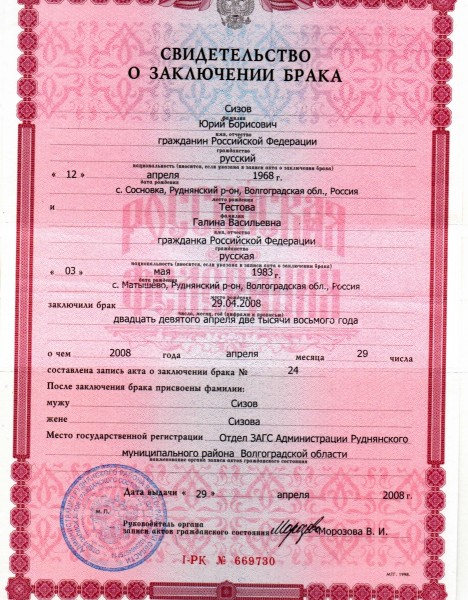 СВИДЕТЕЛЬСТВО
О ЗАКЛЮЧЕНИИ БРАКА
Сизов
фамилия
Юрий Борисович
имя, отчество
гражданин Российской Федерации
гражданство
русский
национальность (вносится, если указана в записи акта о заключении брака)
« 12 » апреля 1968 г.
дата рождения
с. Сосновка, Руднянский р-он, Волгоградская обл., Россия
место рождения
и Тестова
фамилия
Галина Васильевна
имя, отчество
гражданка Российской Федерации
гражданство
русская
национальность (вносится, если указана в записи акта о заключении брака)
« 03 » мая 1983 г.
дата рождения
с. Матышево, Руднянский р-он, Волгоградская обл., Россия
место рождения
заключили брак 29.04.2008
число, месяц, год (цифрами и прописью)
двадцать девятого апреля две тысячи восьмого года
о чем 2008 года апреля месяца 29 числа
составлена запись акта о заключении брака № 24
После заключения брака присвоены фамилии:
мужу Сизов
жене Сизова
Место государственной регистрации Отдел ЗАГС Администрации Руднянского
муниципального района Волгоградской области
наименование органа записи актов гражданского состояния
Дата выдачи « 29 » апреля 2008 г.
М.П.
Руководитель органа
записи актов гражданского состояния Морозова В. И.
I-РК № 669730
МТГ. 1998.